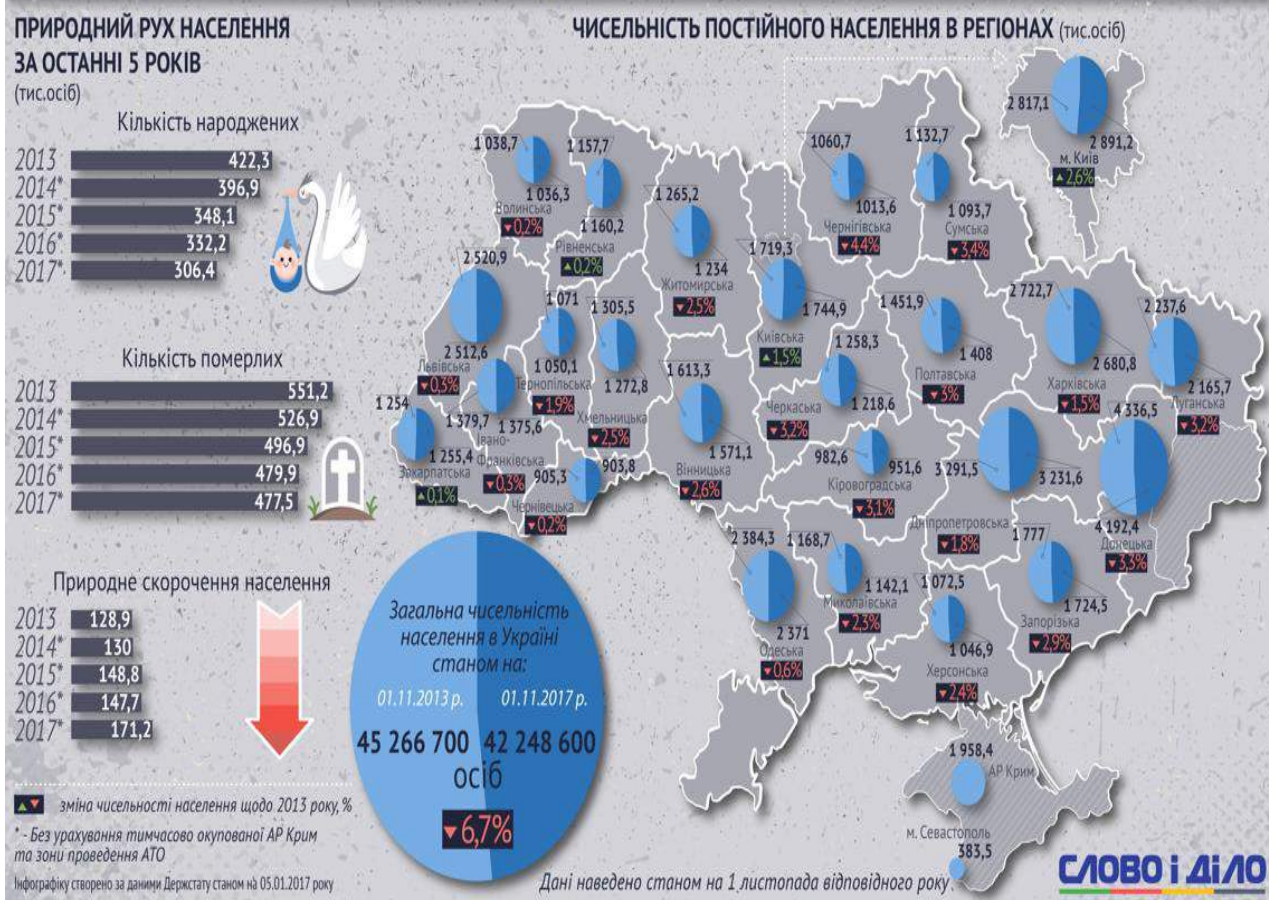 ПРИРОДНИЙ РУХ НАСЕЛЕННЯ
ЗА ОСТАННІ 5 РОКІВ
(тис.осіб)
Кількість народжених
2013 422,3
2014* 396,9
2015* 348,1
2016* 332,2
2017* 306,4
Кількість померлих
2013 551,2
2014* 526,9
2015* 496,9
2016* 479,9
2017* 477,5
Природне скорочення населення
2013 128,9
2014* 130
2015* 148,8
2016* 147,7
2017* 171,2
▲▼ зміна чисельності населення щодо 2013 року, %
* - Без урахування тимчасово окупованої АР Крим
та зони проведення АТО
Інфографіку створено за даними Держстату станом на 05.01.2017 року
ЧИСЕЛЬНІСТЬ ПОСТІЙНОГО НАСЕЛЕННЯ В РЕГІОНАХ (тис.осіб)
2 817,1
2 891,2
м. Київ
▲2,6%
1 038,7
1 036,3
Волинська
▼0,2%
1 157,7
1 160,2
Рівненська
▲0,2%
1 265,2
1 234
Житомирська
▼2,5%
1 719,3
1 744,9
Київська
▲1,5%
1060,7
1013,6
Чернігівська
▼4,4%
1 132,7
1 093,7
Сумська
▼3,4%
2 520,9
2 512,6
Львівська
▼0,3%
1 071
1 050,1
Тернопільська
▼1,9%
1 305,5
1 272,8
Хмельницька
▼2,5%
1 613,3
1 571,1
Вінницька
▼2,6%
1 258,3
1 218,6
Черкаська
▼3,2%
1 451,9
1 408
Полтавська
▼3%
2 722,7
2 680,8
Харківська
▼1,5%
2 237,6
2 165,7
Луганська
▼3,2%
1 254
1 255,4
Закарпатська
▲0,1%
1 379,7
1 375,6
Івано-
Франківська
▼0,3%
905,3
903,8
Чернівецька
▼0,2%
982,6
951,6
Кіровоградська
▼3,1%
3 291,5
3 231,6
Дніпропетровська
▼1,8%
4 336,5
4 192,4
Донецька
▼3,3%
2 384,3
2 371
Одеська
▼0,6%
1 168,7
1 142,1
Миколаївська
▼2,3%
1 072,5
1 046,9
Херсонська
▼2,4%
1 777
1 724,5
Запорізька
▼2,9%
1 958,4
АР Крим
м. Севастополь
383,5
Загальна чисельність
населення в Україні
станом на:
01.11.2013 р. 01.11.2017 р.
45 266 700 42 248 600
осіб
▼6,7%
Дані наведено станом на 1 листопада відповідного року
СЛОВО і ДіЛО